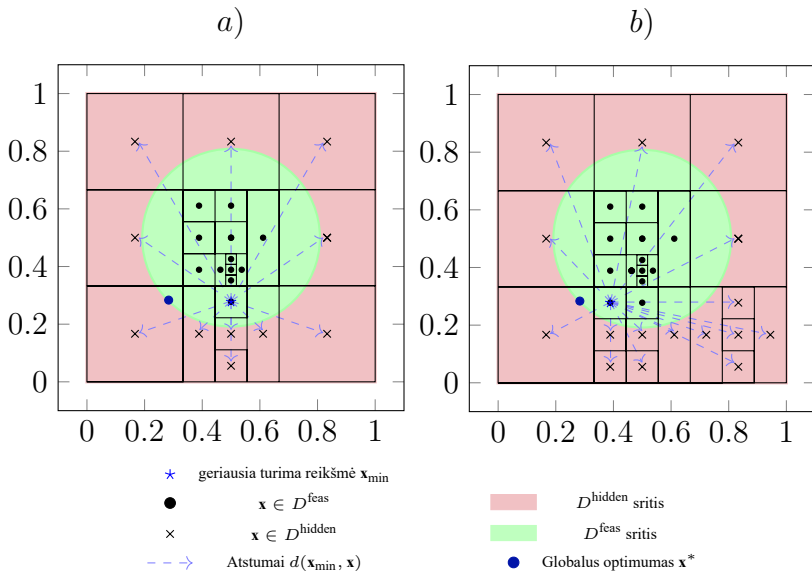 a) b)
1 1
0.8 0.8
0.6 0.6
0.4 0.4
0.2 0.2
0 0
0 0.2 0.4 0.6 0.8 1 0 0.2 0.4 0.6 0.8 1
geriausia turima reikšmė x_min
x ∈ D^feas D^hidden sritis
x ∈ D^hidden D^feas sritis
Atstumai d(x_min, x) Globalus optimumas x*